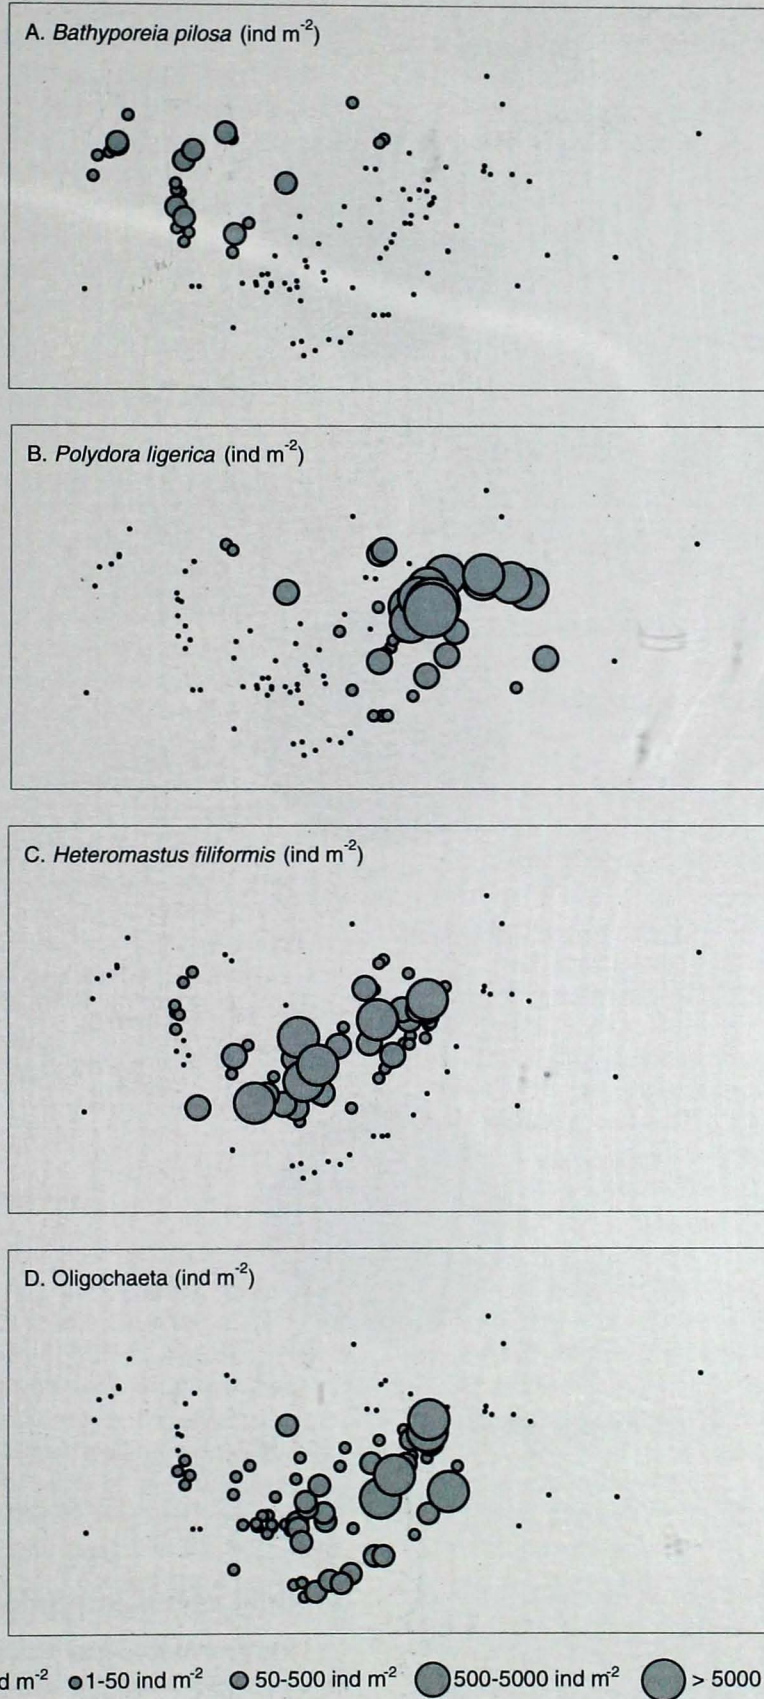 A. Bathyporeia pilosa (ind m⁻²)
B. Polydora ligerica (ind m⁻²)
C. Heteromastus filiformis (ind m⁻²)
D. Oligochaeta (ind m⁻²)
d m⁻² 1-50 ind m⁻² 50-500 ind m⁻² 500-5000 ind m⁻² > 5000